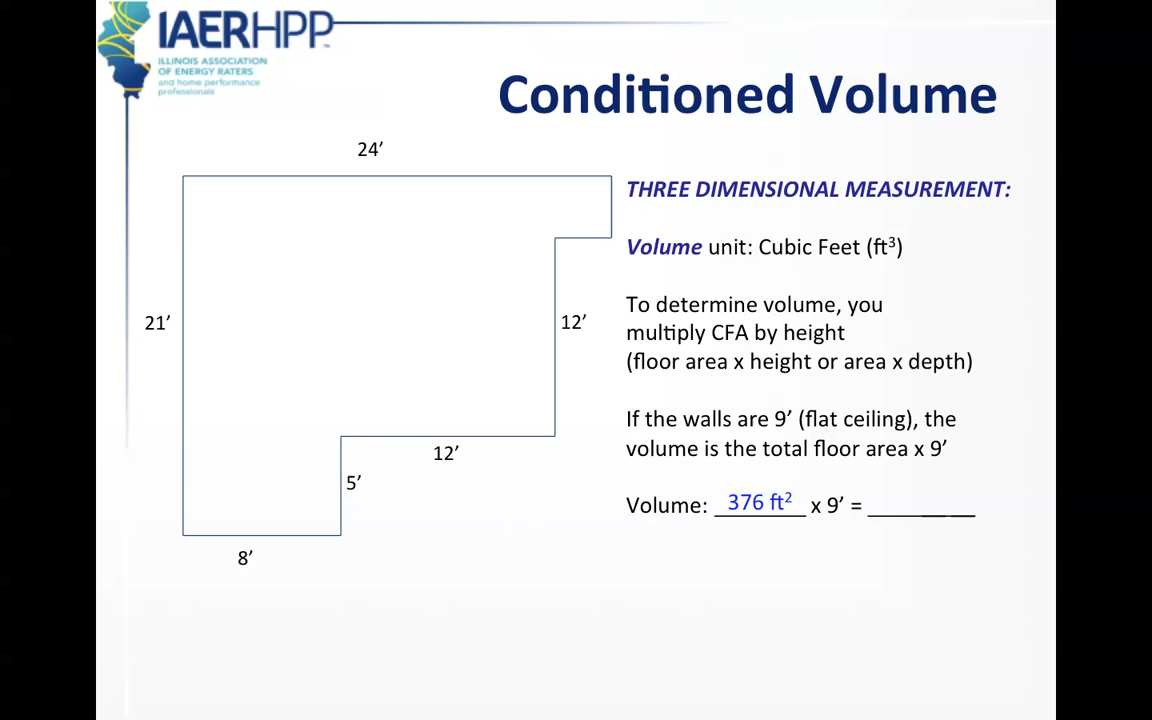 IAERHPP™
ILLINOIS ASSOCIATION
OF ENERGY RATERS
and home performance
professionals
Conditioned Volume
24’
THREE DIMENSIONAL MEASUREMENT:
Volume unit: Cubic Feet (ft³)
To determine volume, you
multiply CFA by height
(floor area x height or area x depth)
21’
12’
If the walls are 9’ (flat ceiling), the
volume is the total floor area x 9’
12’
5’
Volume: 376 ft² x 9’ = ________
8’